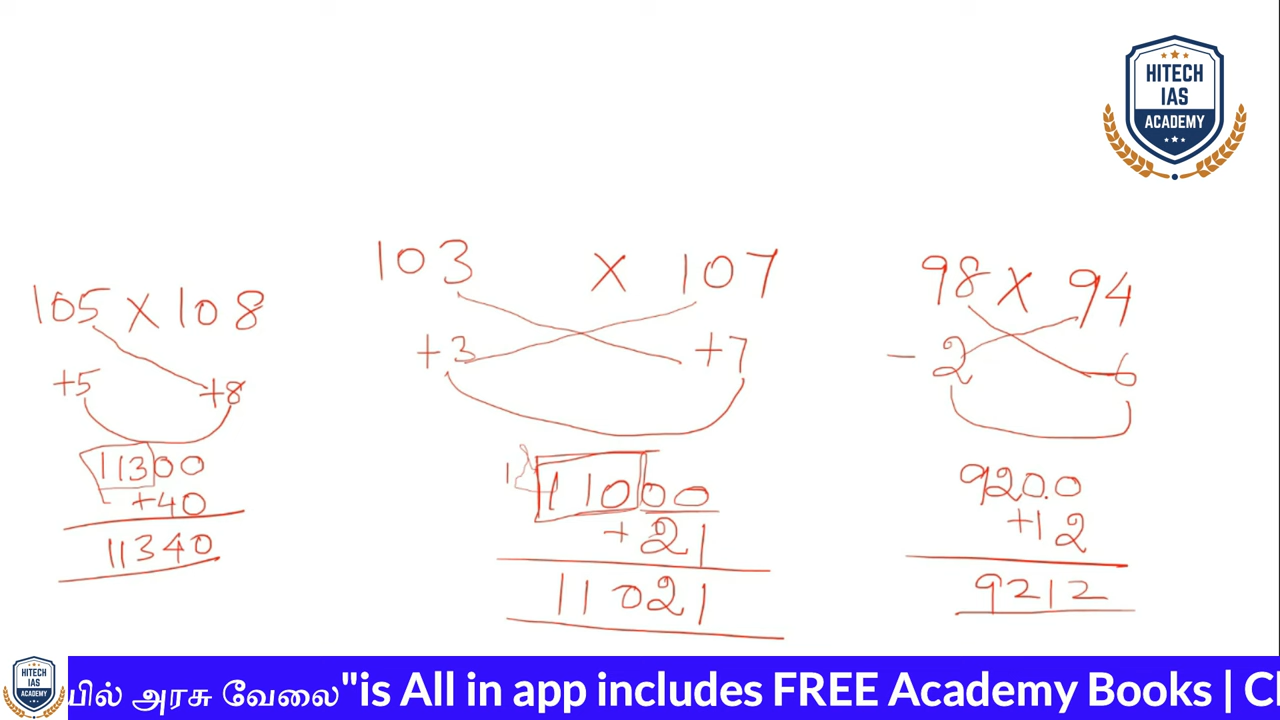 HITECH
IAS
ACADEMY
105 X 108
+5 +8
11300
+40
11340
103 X 107
+3 +7
11000
+21
11021
98 X 94
-2 -6
9200
+12
9212
HITECH
IAS
ACADEMY
யில் அரசு வேலை"is All in app includes FREE Academy Books | C